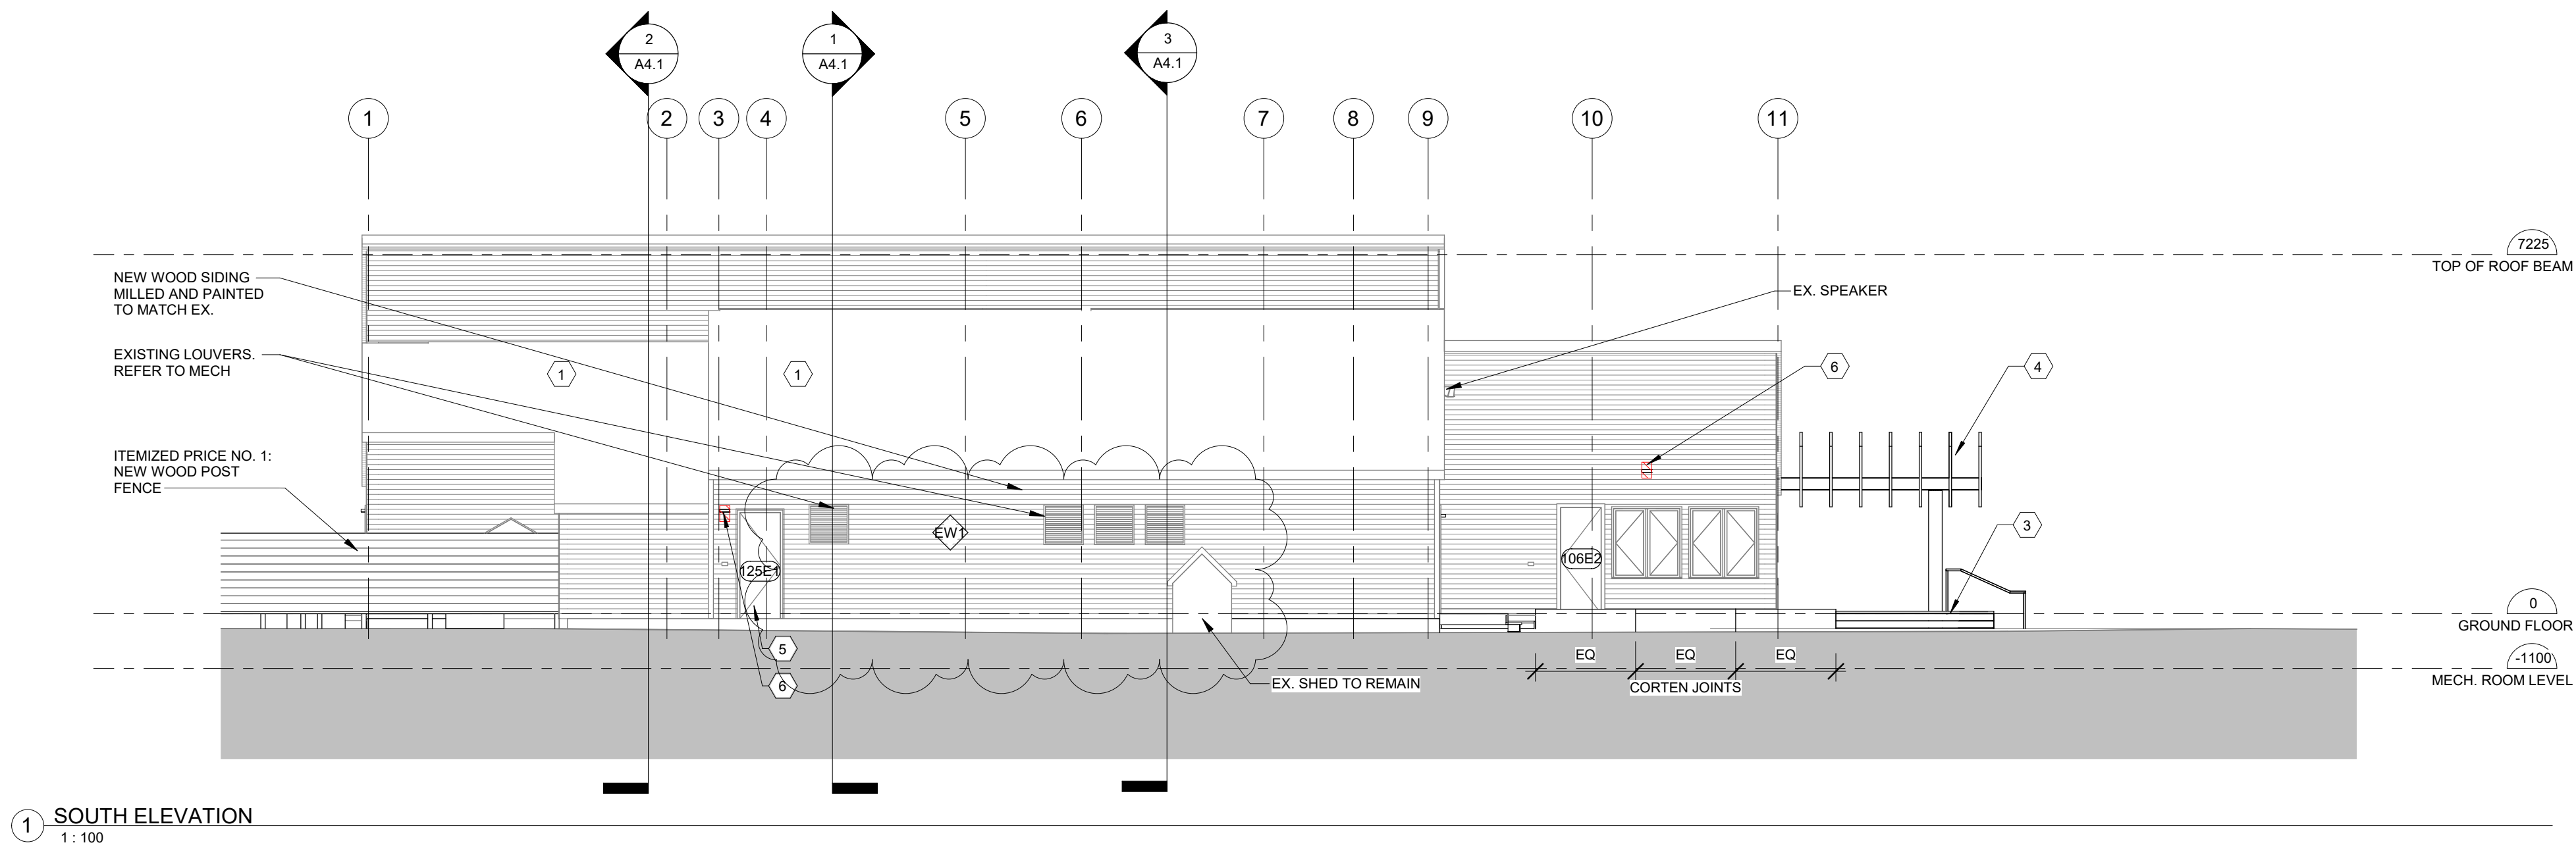 2
A4.1
1
A4.1
3
A4.1
1
2
3
4
5
6
7
8
9
10
11
7225
TOP OF ROOF BEAM
NEW WOOD SIDING
MILLED AND PAINTED
TO MATCH EX.
EX. SPEAKER
EXISTING LOUVERS.
REFER TO MECH
1
1
6
4
ITEMIZED PRICE NO. 1:
NEW WOOD POST
FENCE
EW1
3
125E1
106E2
0
GROUND FLOOR
5
EQ
EQ
EQ
-1100
MECH. ROOM LEVEL
6
EX. SHED TO REMAIN
CORTEN JOINTS
1
SOUTH ELEVATION
1 : 100